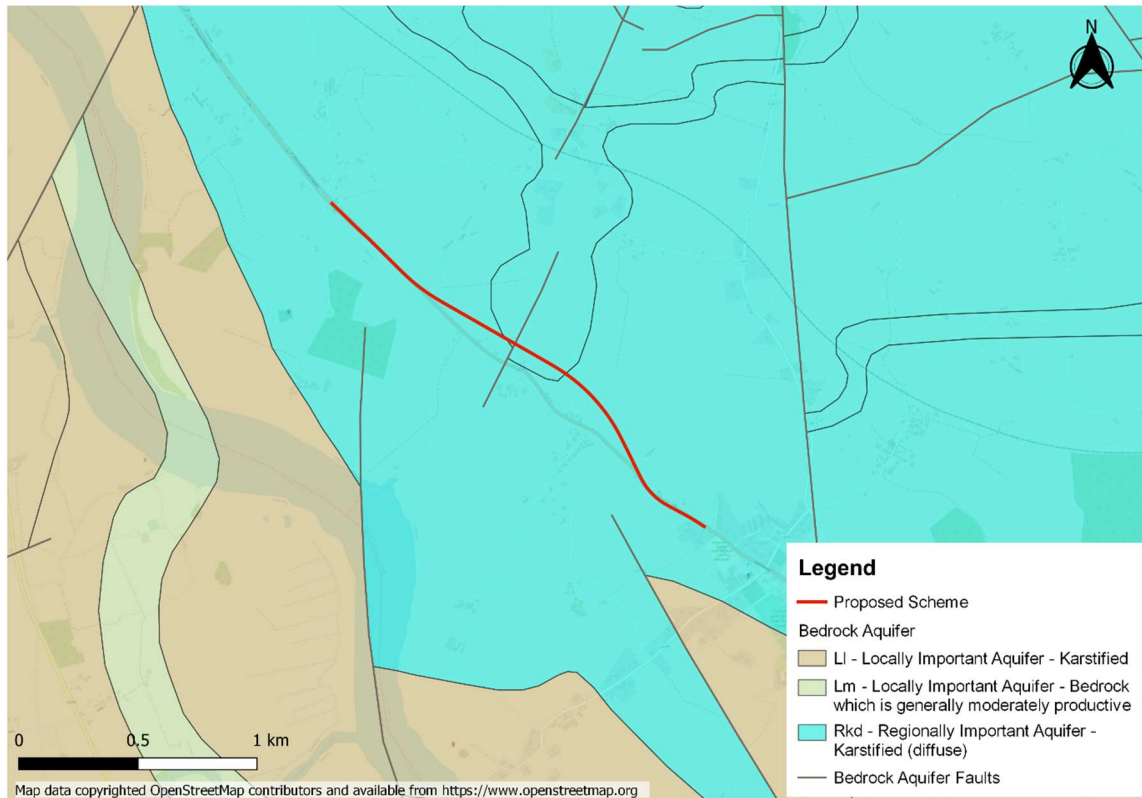 N
Legend
Proposed Scheme
Bedrock Aquifer
Ll - Locally Important Aquifer - Karstified
Lm - Locally Important Aquifer - Bedrock
which is generally moderately productive
Rkd - Regionally Important Aquifer -
Karstified (diffuse)
Bedrock Aquifer Faults
0 0.5 1 km
Map data copyrighted OpenStreetMap contributors and available from https://www.openstreetmap.org